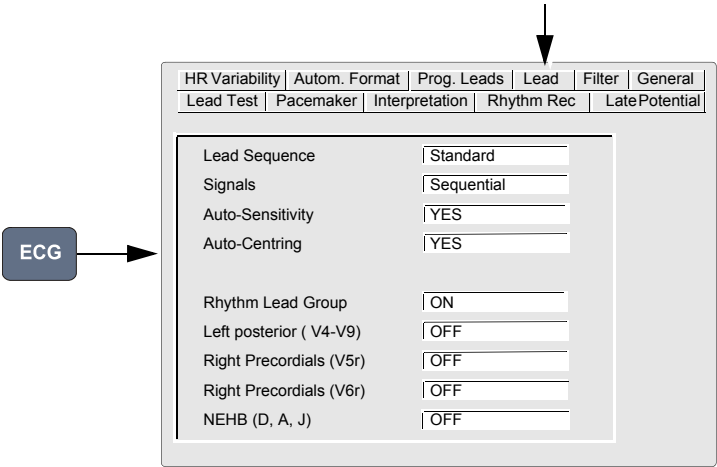 HR Variability Autom. Format Prog. Leads Lead Filter General
Lead Test Pacemaker Interpretation Rhythm Rec Late Potential
Lead Sequence Standard
Signals Sequential
Auto-Sensitivity YES
Auto-Centring YES
ECG
Rhythm Lead Group ON
Left posterior ( V4-V9) OFF
Right Precordials (V5r) OFF
Right Precordials (V6r) OFF
NEHB (D, A, J) OFF